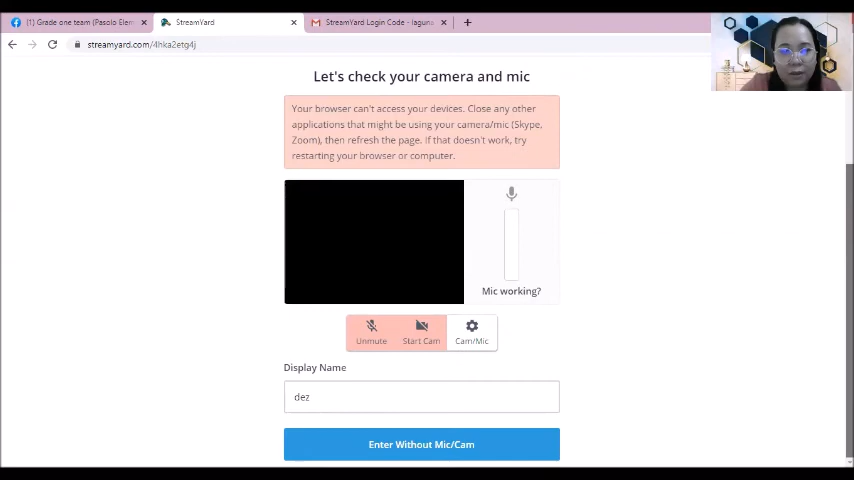 (1) Grade one team (Pasolo Elem
StreamYard
StreamYard Login Code - laguna
streamyard.com/4hka2etg4j
Let's check your camera and mic
Your browser can't access your devices. Close any other
applications that might be using your camera/mic (Skype,
Zoom), then refresh the page. If that doesn't work, try
restarting your browser or computer.
Mic working?
Unmute
Start Cam
Cam/Mic
Display Name
dez
Enter Without Mic/Cam